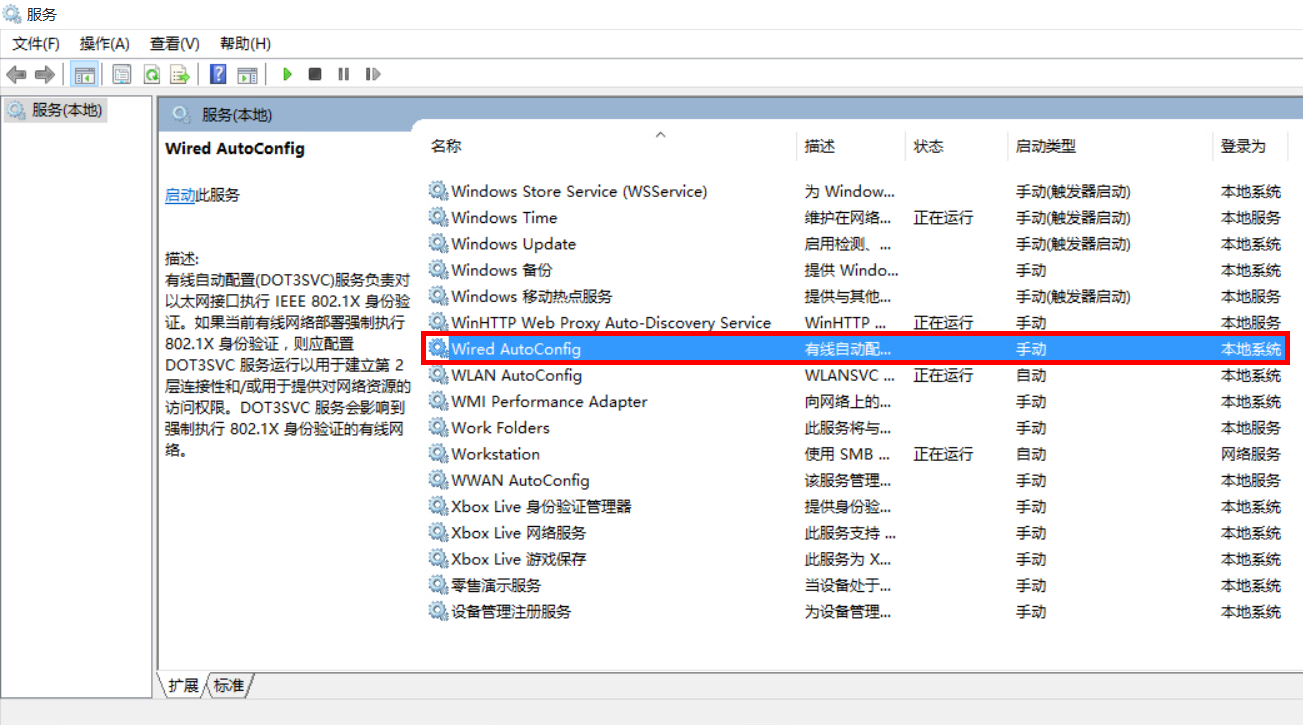 服务
文件(F) 操作(A) 查看(V) 帮助(H)
服务(本地)
服务(本地)
Wired AutoConfig
启动此服务
描述:
有线自动配置(DOT3SVC)服务负责对
以太网接口执行 IEEE 802.1X 身份验
证。如果当前有线网络部署强制执行
802.1X 身份验证，则应配置
DOT3SVC 服务运行以用于建立第 2
层连接性和/或用于提供对网络资源的
访问权限。DOT3SVC 服务会影响到
强制执行 802.1X 身份验证的有线网
络。
名称 描述 状态 启动类型 登录为
Windows Store Service (WSService) 为 Window... 手动(触发器启动) 本地系统
Windows Time 维护在网络... 正在运行 手动(触发器启动) 本地服务
Windows Update 启用检测、... 手动(触发器启动) 本地系统
Windows 备份 提供 Windo... 手动 本地系统
Windows 移动热点服务 提供与其他... 手动(触发器启动) 本地服务
WinHTTP Web Proxy Auto-Discovery Service WinHTTP ... 正在运行 手动 本地服务
Wired AutoConfig 有线自动配... 手动 本地系统
WLAN AutoConfig WLANSVC ... 正在运行 自动 本地系统
WMI Performance Adapter 向网络上的... 手动 本地系统
Work Folders 此服务将与... 手动 本地服务
Workstation 使用 SMB ... 正在运行 自动 网络服务
WWAN AutoConfig 该服务管理... 手动 本地服务
Xbox Live 身份验证管理器 提供身份验... 手动 本地系统
Xbox Live 网络服务 此服务支持 ... 手动 本地系统
Xbox Live 游戏保存 此服务为 X... 手动 本地系统
零售演示服务 当设备处于... 手动 本地系统
设备管理注册服务 为设备管理... 手动 本地系统
扩展 标准